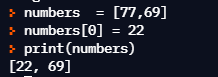 > numbers  = [77,69]
> numbers[0] = 22
> print(numbers)
[22, 69]